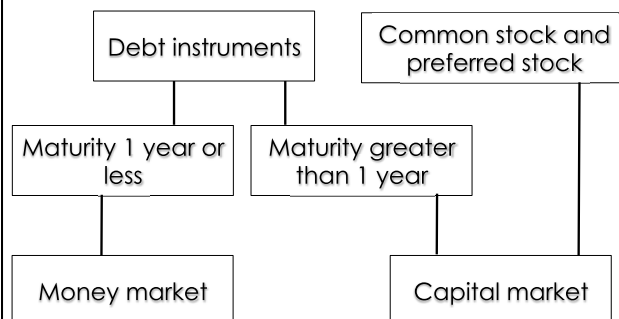 Debt instruments
Common stock and
preferred stock
Maturity 1 year or
less
Maturity greater
than 1 year
Money market
Capital market